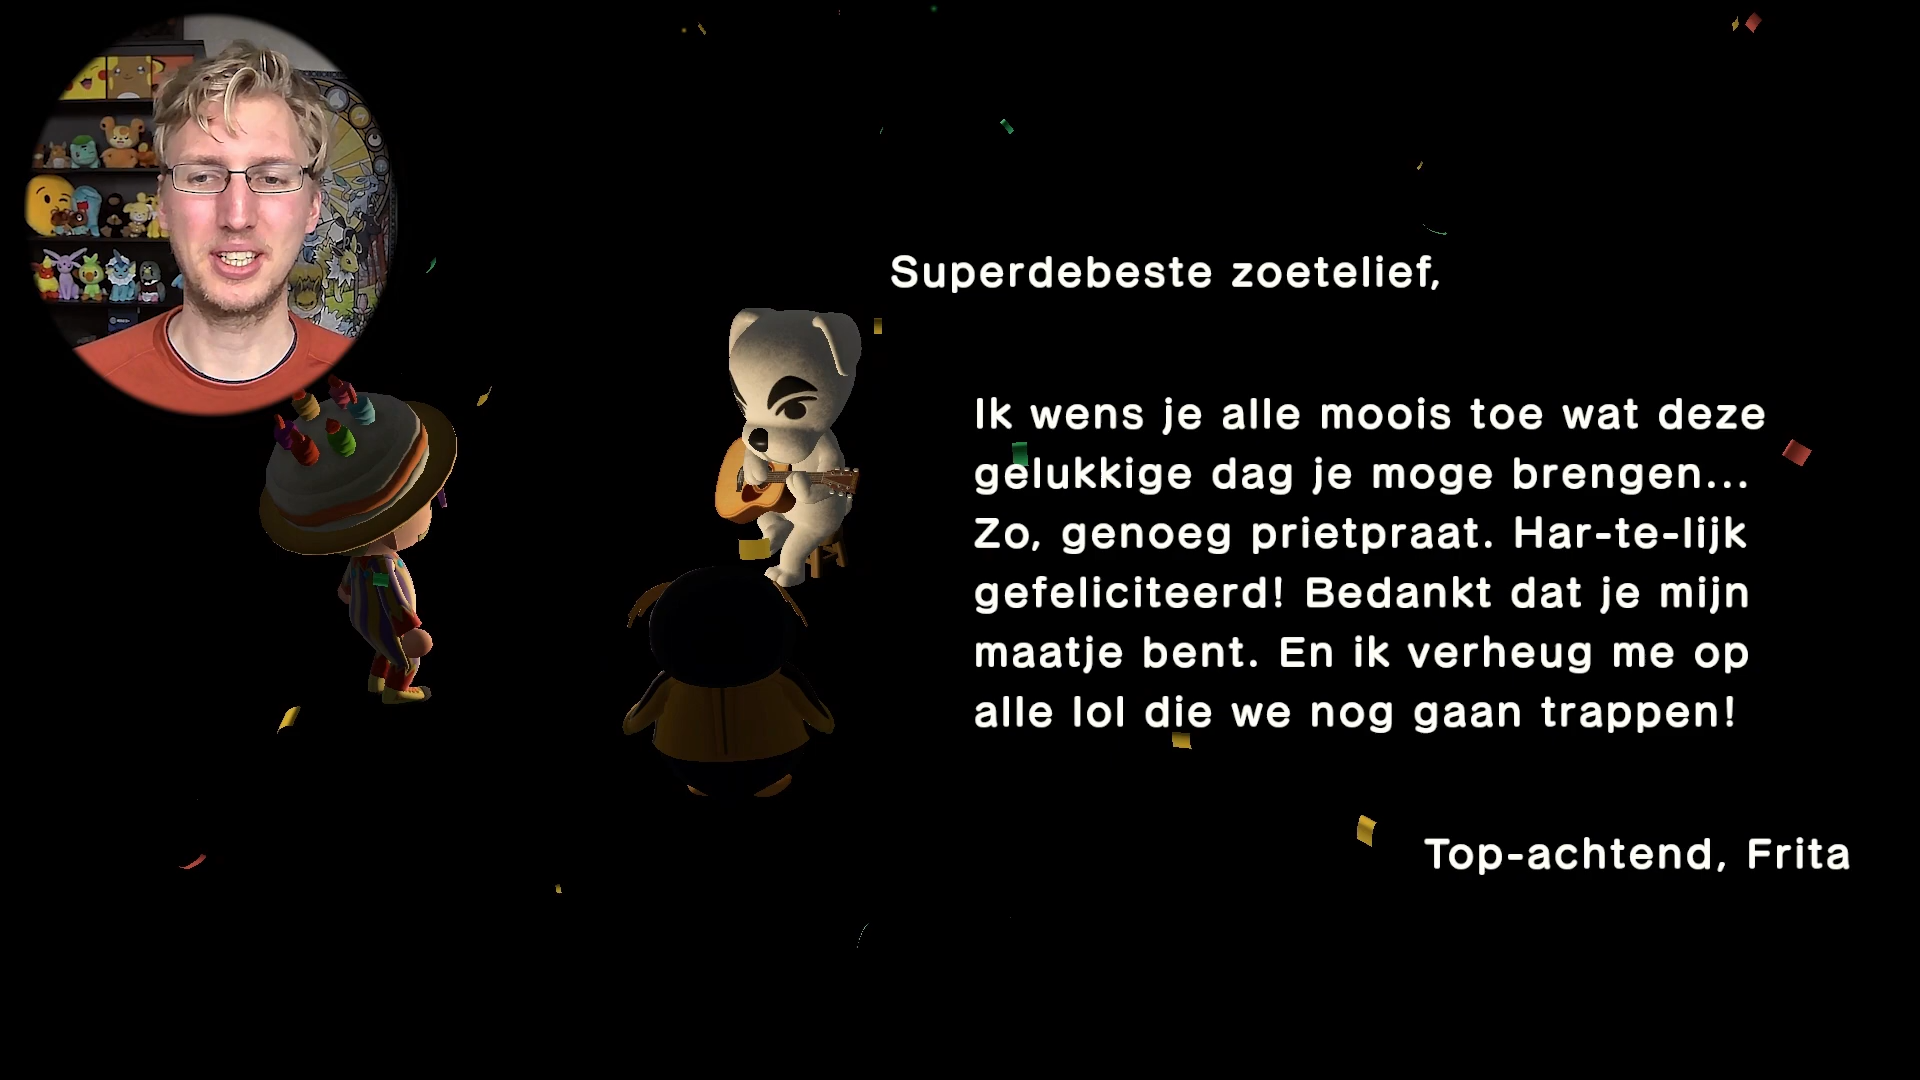 Superdebeste zoetelief,
Ik wens je alle moois toe wat deze
gelukkige dag je moge brengen...
Zo, genoeg prietpraat. Har-te-lijk
gefeliciteerd! Bedankt dat je mijn
maatje bent. En ik verheug me op
alle lol die we nog gaan trappen!
Top-achtend, Frita